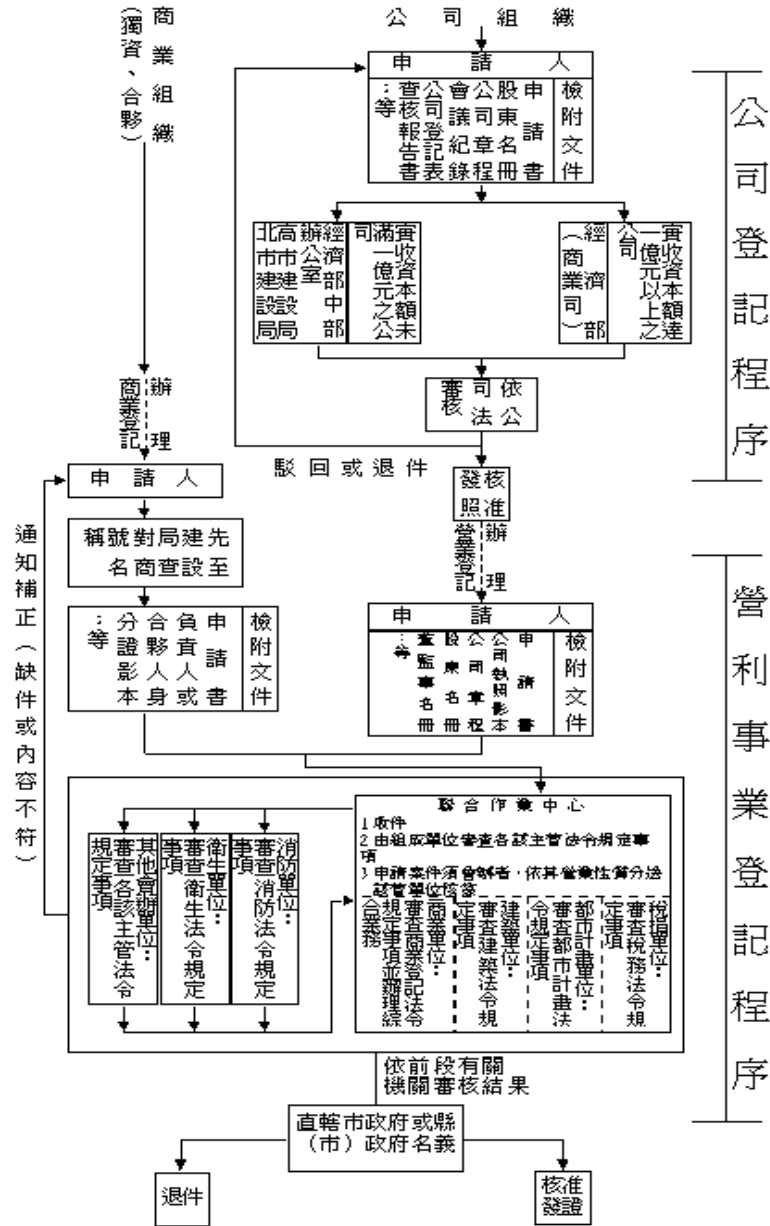 公司組織
商業組織
(獨資、合夥)
申請人
檢附文件
申請書
股東名冊
公司章程
會議紀錄
公司登記表
查核報告書
…等
公司登記程序
實收資本額未
滿一億元之公
司
經濟部中部
辦公室
高市建設局
北市建設局
實收資本額達
一億元以上之
公司
經濟部
(商業司)
依公
司法
審核
駁回或退件
核准
發照
辦理
商業登記
辦理
營業登記
申請人
先至
建設
局查
對商
號名
稱
檢附文件
申請書
負責人或
合夥人身
分證影本
…等
申請人
檢附文件
申請書
公司執照影本
公司章程
股東名冊
董監事名冊
…等
通知補正(缺件或內容不符)
營利事業登記程序
聯合作業中心
1收件
2由組成單位審查各該主管法令規定事
項
3申請案件須會辦者,依其營業性質分送
該管單位核簽
稅捐單位:
審查稅務法令規
定事項
都市計畫單位:
審查都市計畫法
令規定事項
建築單位:
審查建築法令規
定事項
商業單位:
審查商業登記法令
規定事項並辦理綜
合業務
消防單位:
審查消防法令規定
事項
衛生單位:
審查衛生法令規定
事項
其他會辦單位:
審查各該主管法令
規定事項
依前段有關
機關審核結果
直轄市政府或縣
(市)政府名義
退件
核准
發證